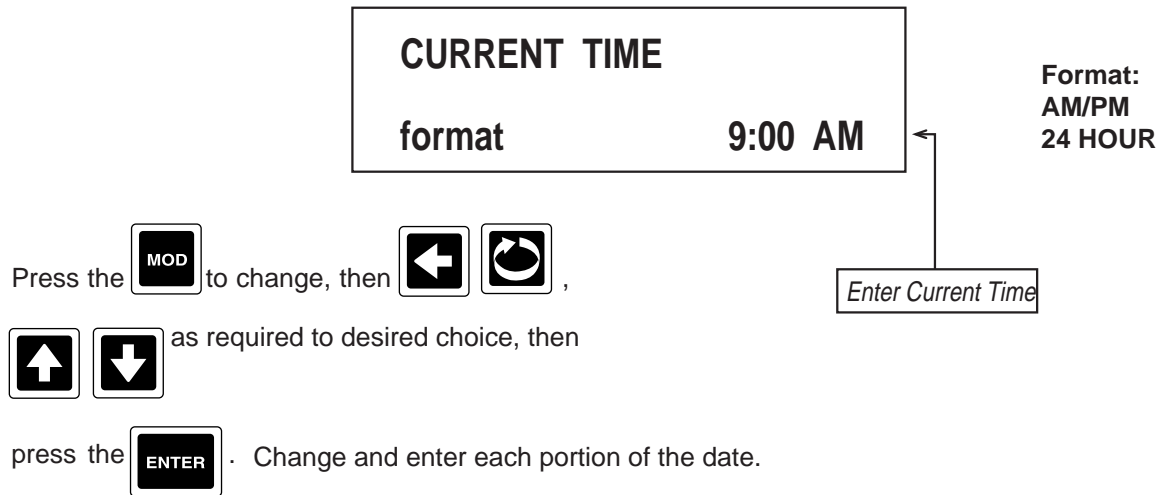 CURRENT TIME
format 9:00 AM
Format:
AM/PM
24 HOUR
Enter Current Time
Press the MOD to change, then ,
as required to desired choice, then
press the ENTER . Change and enter each portion of the date.